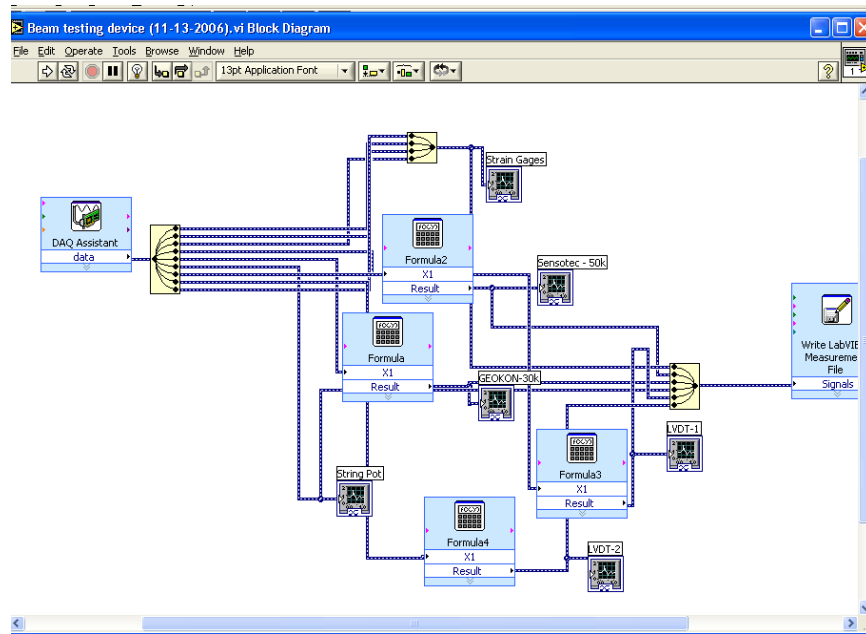 Beam testing device (11-13-2006).vi Block Diagram
File Edit Operate Tools Browse Window Help
13pt Application Font
?
1
Strain Gages
DAQ Assistant
data
Formula2
X1
Result
Sensotec - 50k
Write LabVIE
Measureme
File
Signals
Formula
X1
Result
GEOKON-30k
LVDT-1
Formula3
X1
Result
String Pot
Formula4
X1
Result
LVDT-2